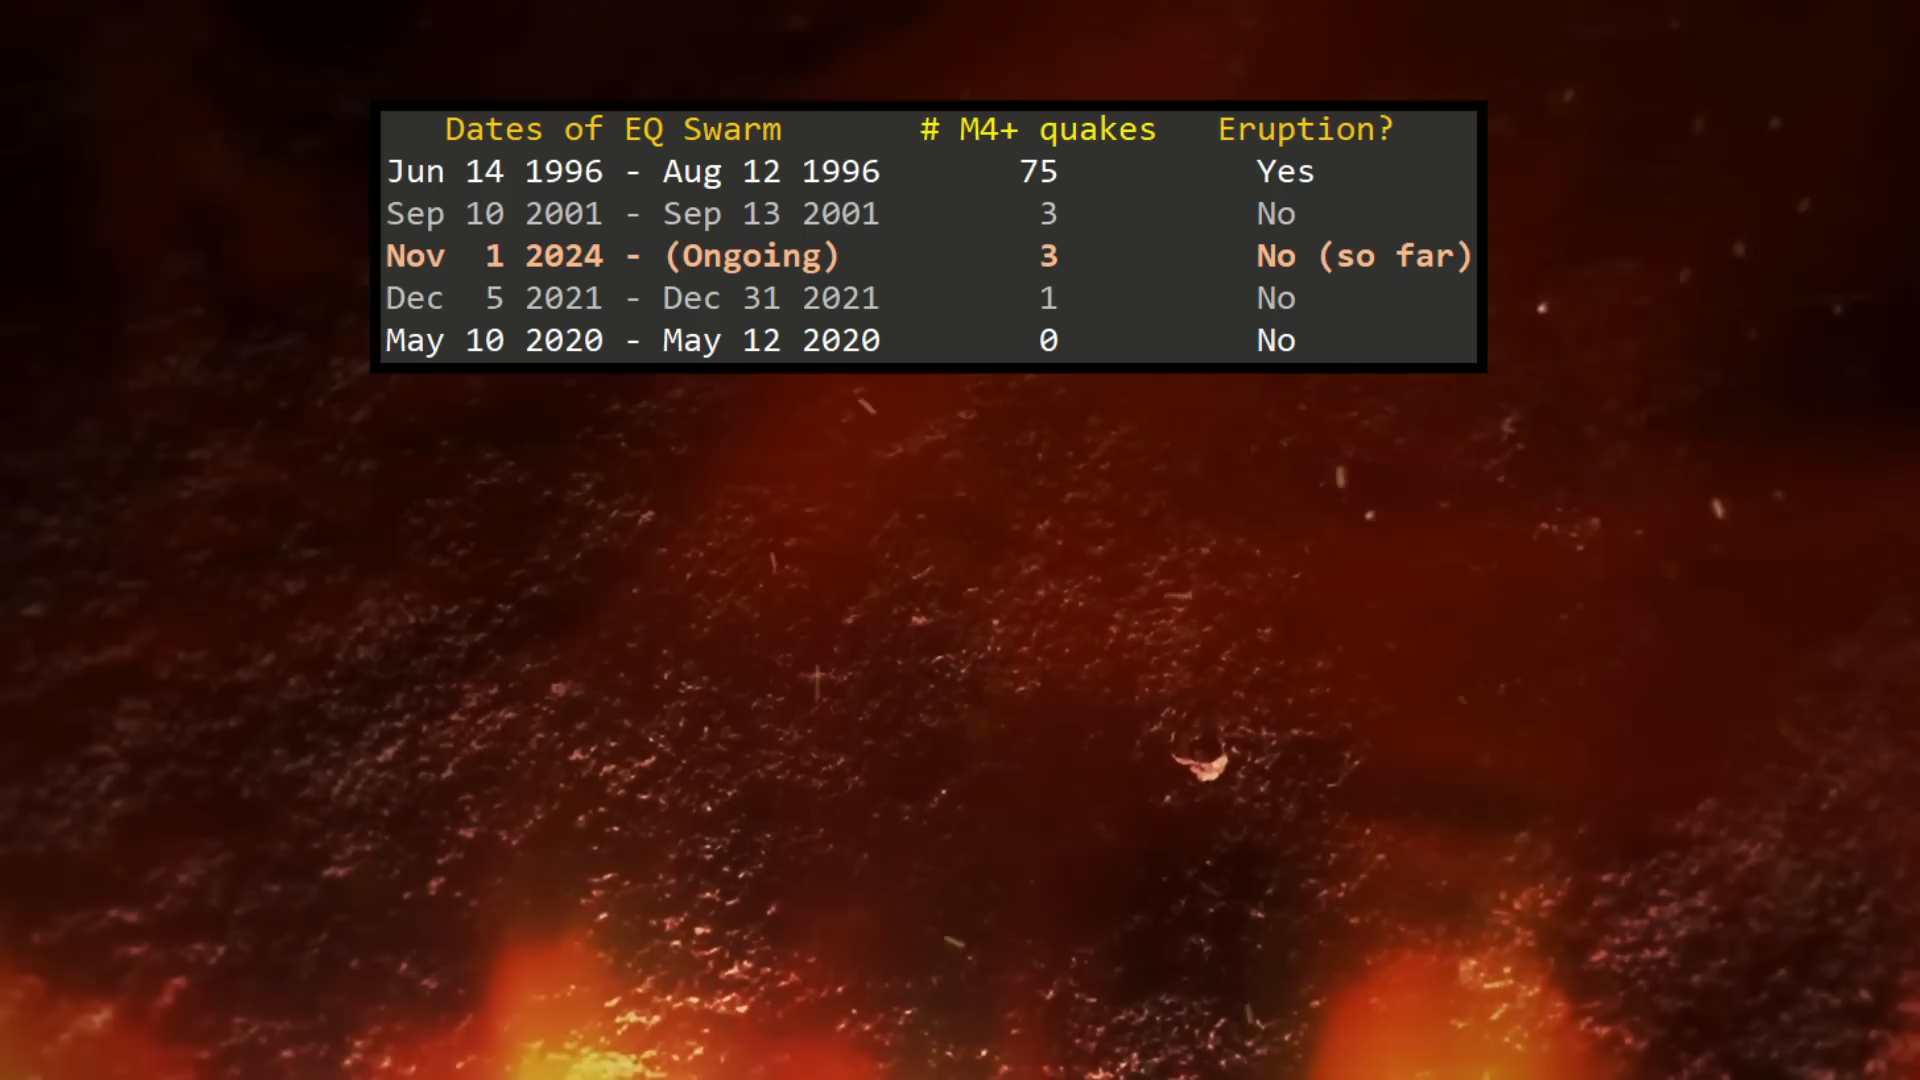 Dates of EQ Swarm # M4+ quakes Eruption?
Jun 14 1996 - Aug 12 1996 75 Yes
Sep 10 2001 - Sep 13 2001 3 No
Nov 1 2024 - (Ongoing) 3 No (so far)
Dec 5 2021 - Dec 31 2021 1 No
May 10 2020 - May 12 2020 0 No